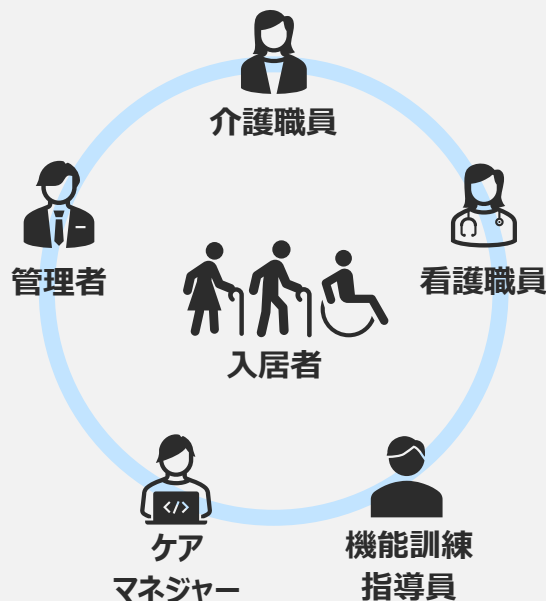 介護職員
管理者
看護職員
入居者
</>
ケア
マネジャー
機能訓練
指導員